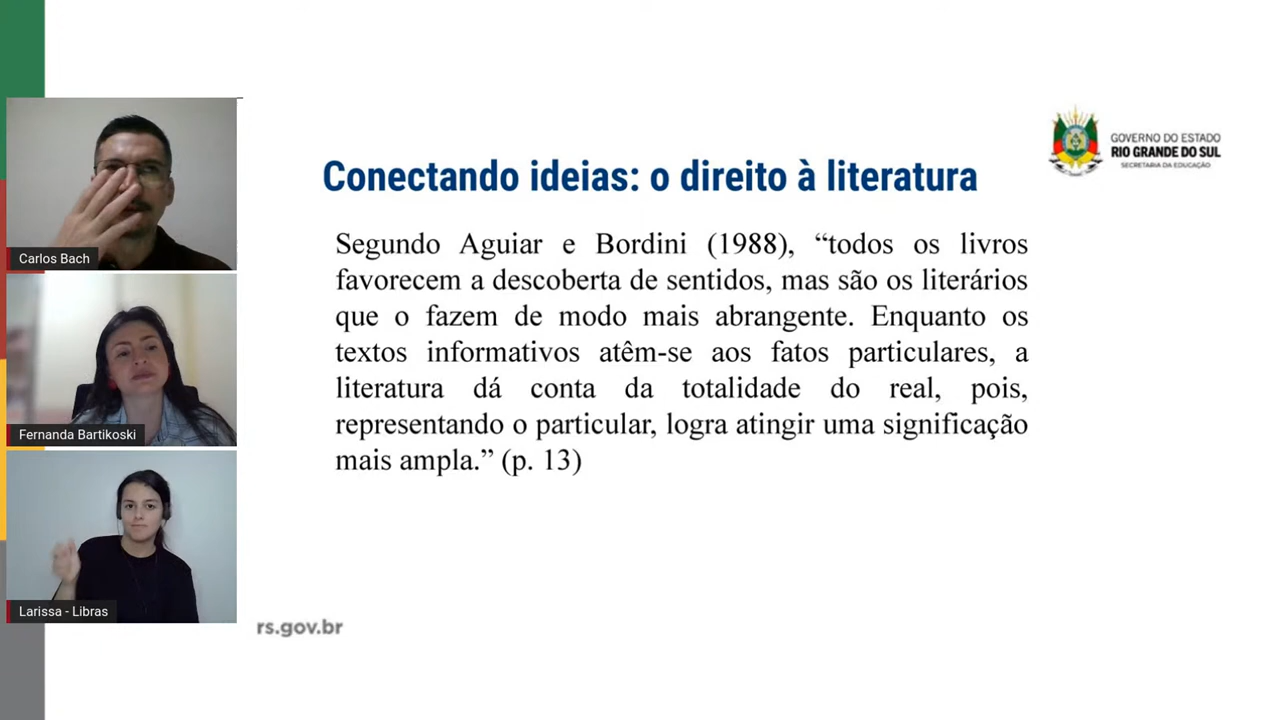 Carlos Bach
Fernanda Bartikoski
Larissa - Libras
GOVERNO DO ESTADO
RIO GRANDE DO SUL
SECRETARIA DA EDUCAÇÃO
Conectando ideias: o direito à literatura
Segundo Aguiar e Bordini (1988), “todos os livros
favorecem a descoberta de sentidos, mas são os literários
que o fazem de modo mais abrangente. Enquanto os
textos informativos atêm-se aos fatos particulares, a
literatura dá conta da totalidade do real, pois,
representando o particular, logra atingir uma significação
mais ampla.” (p. 13)
rs.gov.br